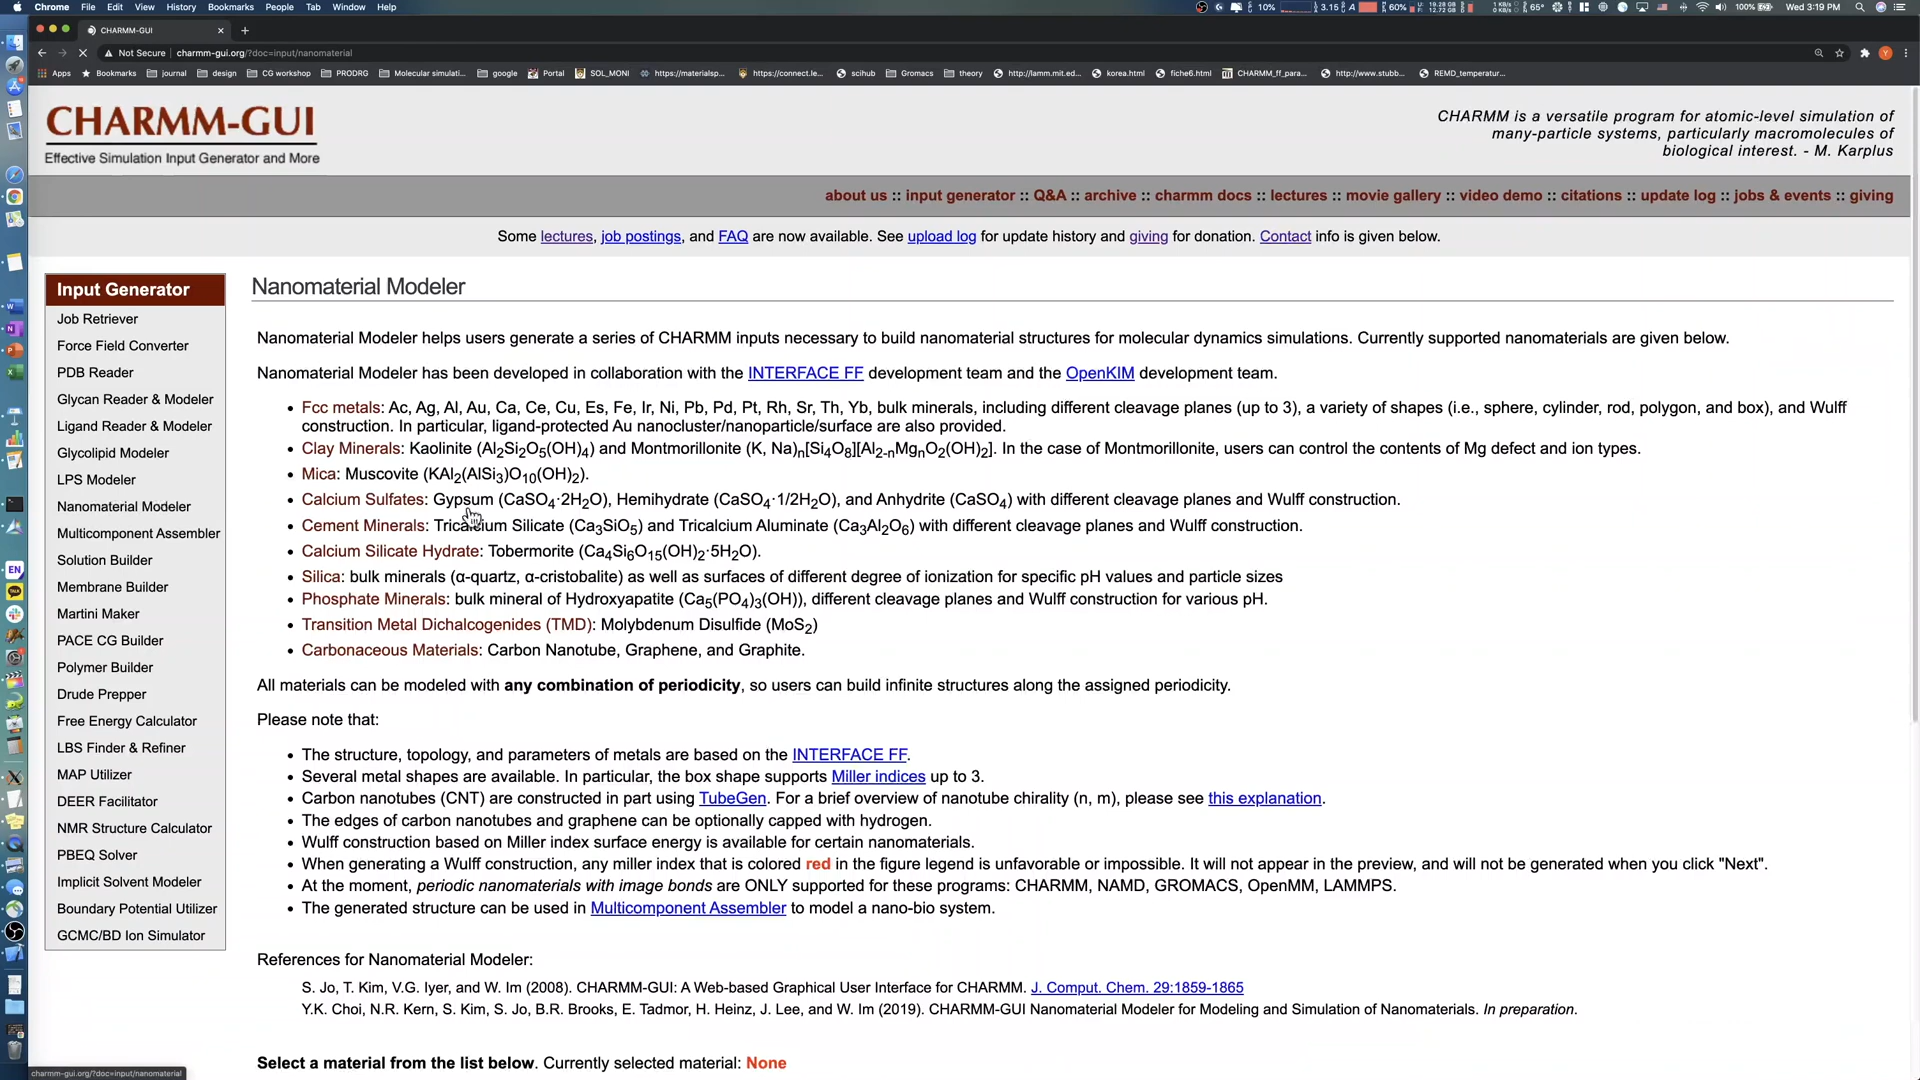 Chrome File Edit View History Bookmarks People Tab Window Help
10% 3.15 60% 19.28 GB 12.72 GB 1 KB/s 0 KB/s 65° 100% Wed 3:19 PM
CHARMM-GUI
Not Secure charmm-gui.org/?doc=input/nanomaterial
Apps Bookmarks journal design CG workshop PRODRG Molecular simulati... google Portal SOL_MONI https://materialsp... https://connect.le... scihub Gromacs theory http://lamm.mit.ed... korea.html fiche6.html CHARMM_ff_para... http://www.stubb... REMD_temperatur...
CHARMM-GUI
Effective Simulation Input Generator and More
CHARMM is a versatile program for atomic-level simulation of
many-particle systems, particularly macromolecules of
biological interest. - M. Karplus
about us :: input generator :: Q&A :: archive :: charmm docs :: lectures :: movie gallery :: video demo :: citations :: update log :: jobs & events :: giving
Some lectures, job postings, and FAQ are now available. See upload log for update history and giving for donation. Contact info is given below.
Input Generator
Job Retriever
Force Field Converter
PDB Reader
Glycan Reader & Modeler
Ligand Reader & Modeler
Glycolipid Modeler
LPS Modeler
Nanomaterial Modeler
Multicomponent Assembler
Solution Builder
Membrane Builder
Martini Maker
PACE CG Builder
Polymer Builder
Drude Prepper
Free Energy Calculator
LBS Finder & Refiner
MAP Utilizer
DEER Facilitator
NMR Structure Calculator
PBEQ Solver
Implicit Solvent Modeler
Boundary Potential Utilizer
GCMC/BD Ion Simulator
Nanomaterial Modeler
Nanomaterial Modeler helps users generate a series of CHARMM inputs necessary to build nanomaterial structures for molecular dynamics simulations. Currently supported nanomaterials are given below.
Nanomaterial Modeler has been developed in collaboration with the INTERFACE FF development team and the OpenKIM development team.
• Fcc metals: Ac, Ag, Al, Au, Ca, Ce, Cu, Es, Fe, Ir, Ni, Pb, Pd, Pt, Rh, Sr, Th, Yb, bulk minerals, including different cleavage planes (up to 3), a variety of shapes (i.e., sphere, cylinder, rod, polygon, and box), and Wulff
construction. In particular, ligand-protected Au nanocluster/nanoparticle/surface are also provided.
• Clay Minerals: Kaolinite (Al2Si2O5(OH)4) and Montmorillonite (K, Na)n[Si4O8][Al2-nMgnO2(OH)2]. In the case of Montmorillonite, users can control the contents of Mg defect and ion types.
• Mica: Muscovite (KAl2(AlSi3)O10(OH)2).
• Calcium Sulfates: Gypsum (CaSO4·2H2O), Hemihydrate (CaSO4·1/2H2O), and Anhydrite (CaSO4) with different cleavage planes and Wulff construction.
• Cement Minerals: Tricalcium Silicate (Ca3SiO5) and Tricalcium Aluminate (Ca3Al2O6) with different cleavage planes and Wulff construction.
• Calcium Silicate Hydrate: Tobermorite (Ca4Si6O15(OH)2·5H2O).
• Silica: bulk minerals (α-quartz, α-cristobalite) as well as surfaces of different degree of ionization for specific pH values and particle sizes
• Phosphate Minerals: bulk mineral of Hydroxyapatite (Ca5(PO4)3(OH)), different cleavage planes and Wulff construction for various pH.
• Transition Metal Dichalcogenides (TMD): Molybdenum Disulfide (MoS2)
• Carbonaceous Materials: Carbon Nanotube, Graphene, and Graphite.
All materials can be modeled with any combination of periodicity, so users can build infinite structures along the assigned periodicity.
Please note that:
• The structure, topology, and parameters of metals are based on the INTERFACE FF.
• Several metal shapes are available. In particular, the box shape supports Miller indices up to 3.
• Carbon nanotubes (CNT) are constructed in part using TubeGen. For a brief overview of nanotube chirality (n, m), please see this explanation.
• The edges of carbon nanotubes and graphene can be optionally capped with hydrogen.
• Wulff construction based on Miller index surface energy is available for certain nanomaterials.
• When generating a Wulff construction, any miller index that is colored red in the figure legend is unfavorable or impossible. It will not appear in the preview, and will not be generated when you click "Next".
• At the moment, periodic nanomaterials with image bonds are ONLY supported for these programs: CHARMM, NAMD, GROMACS, OpenMM, LAMMPS.
• The generated structure can be used in Multicomponent Assembler to model a nano-bio system.
References for Nanomaterial Modeler:
S. Jo, T. Kim, V.G. Iyer, and W. Im (2008). CHARMM-GUI: A Web-based Graphical User Interface for CHARMM. J. Comput. Chem. 29:1859-1865
Y.K. Choi, N.R. Kern, S. Kim, S. Jo, B.R. Brooks, E. Tadmor, H. Heinz, J. Lee, and W. Im (2019). CHARMM-GUI Nanomaterial Modeler for Modeling and Simulation of Nanomaterials. In preparation.
Select a material from the list below. Currently selected material: None
charmm-gui.org/?doc=input/nanomaterial